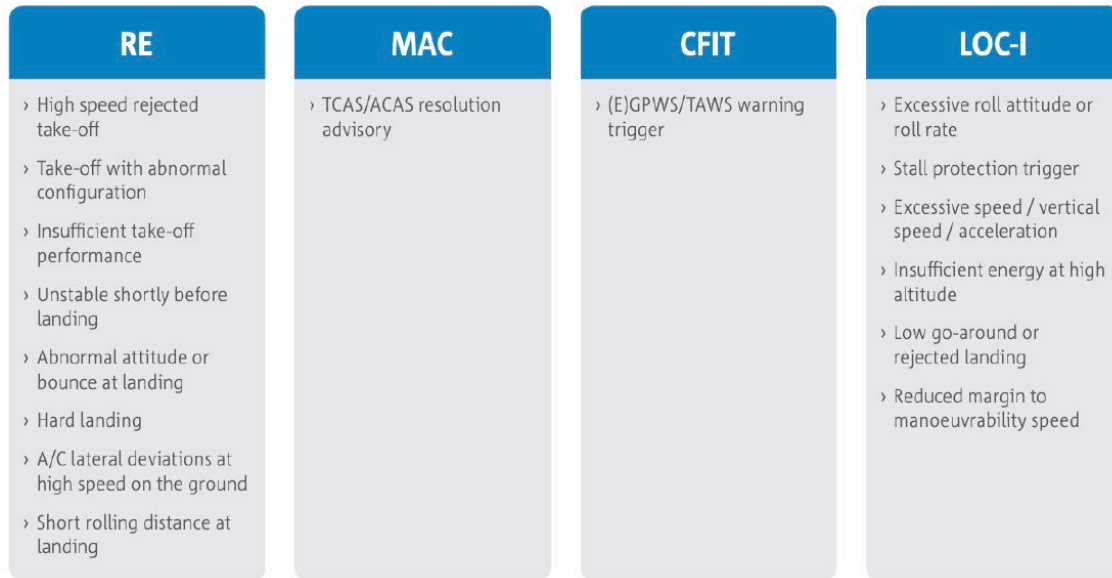 RE
› High speed rejected
take-off
› Take-off with abnormal
configuration
› Insufficient take-off
performance
› Unstable shortly before
landing
› Abnormal attitude or
bounce at landing
› Hard landing
› A/C lateral deviations at
high speed on the ground
› Short rolling distance at
landing
MAC
› TCAS/ACAS resolution
advisory
CFIT
› (E)GPWS/TAWS warning
trigger
LOC-I
› Excessive roll attitude or
roll rate
› Stall protection trigger
› Excessive speed / vertical
speed / acceleration
› Insufficient energy at high
altitude
› Low go-around or
rejected landing
› Reduced margin to
manoeuvrability speed